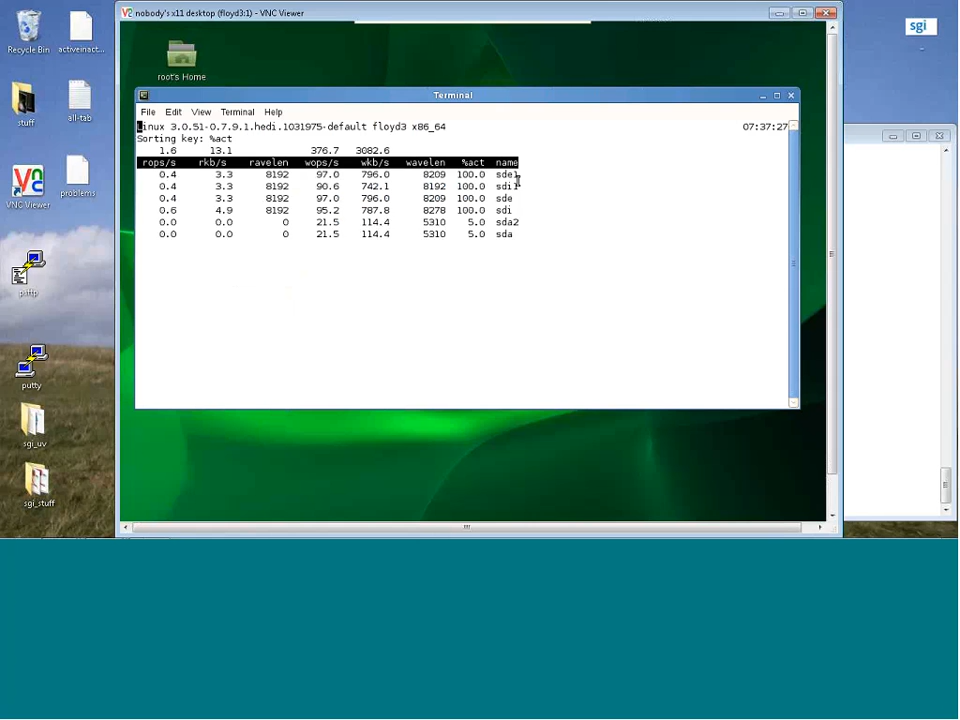 nobody's x11 desktop (floyd3:1) - VNC Viewer
Recycle Bin
activeinact...
sgi
root's Home
stuff
all-tab
Terminal
File Edit View Terminal Help
Linux 3.0.51-0.7.9.1.hedi.1031975-default floyd3 x86_64 07:37:27
Sorting key: %act
1.6 13.1 376.7 3082.6
rops/s rkb/s ravelen wops/s wkb/s wavelen %act name
0.4 3.3 8192 97.0 796.0 8209 100.0 sde1
0.4 3.3 8192 90.6 742.1 8192 100.0 sdi1
0.4 3.3 8192 97.0 796.0 8209 100.0 sde
0.6 4.9 8192 95.2 787.8 8278 100.0 sdi
0.0 0.0 0 21.5 114.4 5310 5.0 sda2
0.0 0.0 0 21.5 114.4 5310 5.0 sda
VNC Viewer
problems
psftp
putty
sgi_uv
sgi_stuff